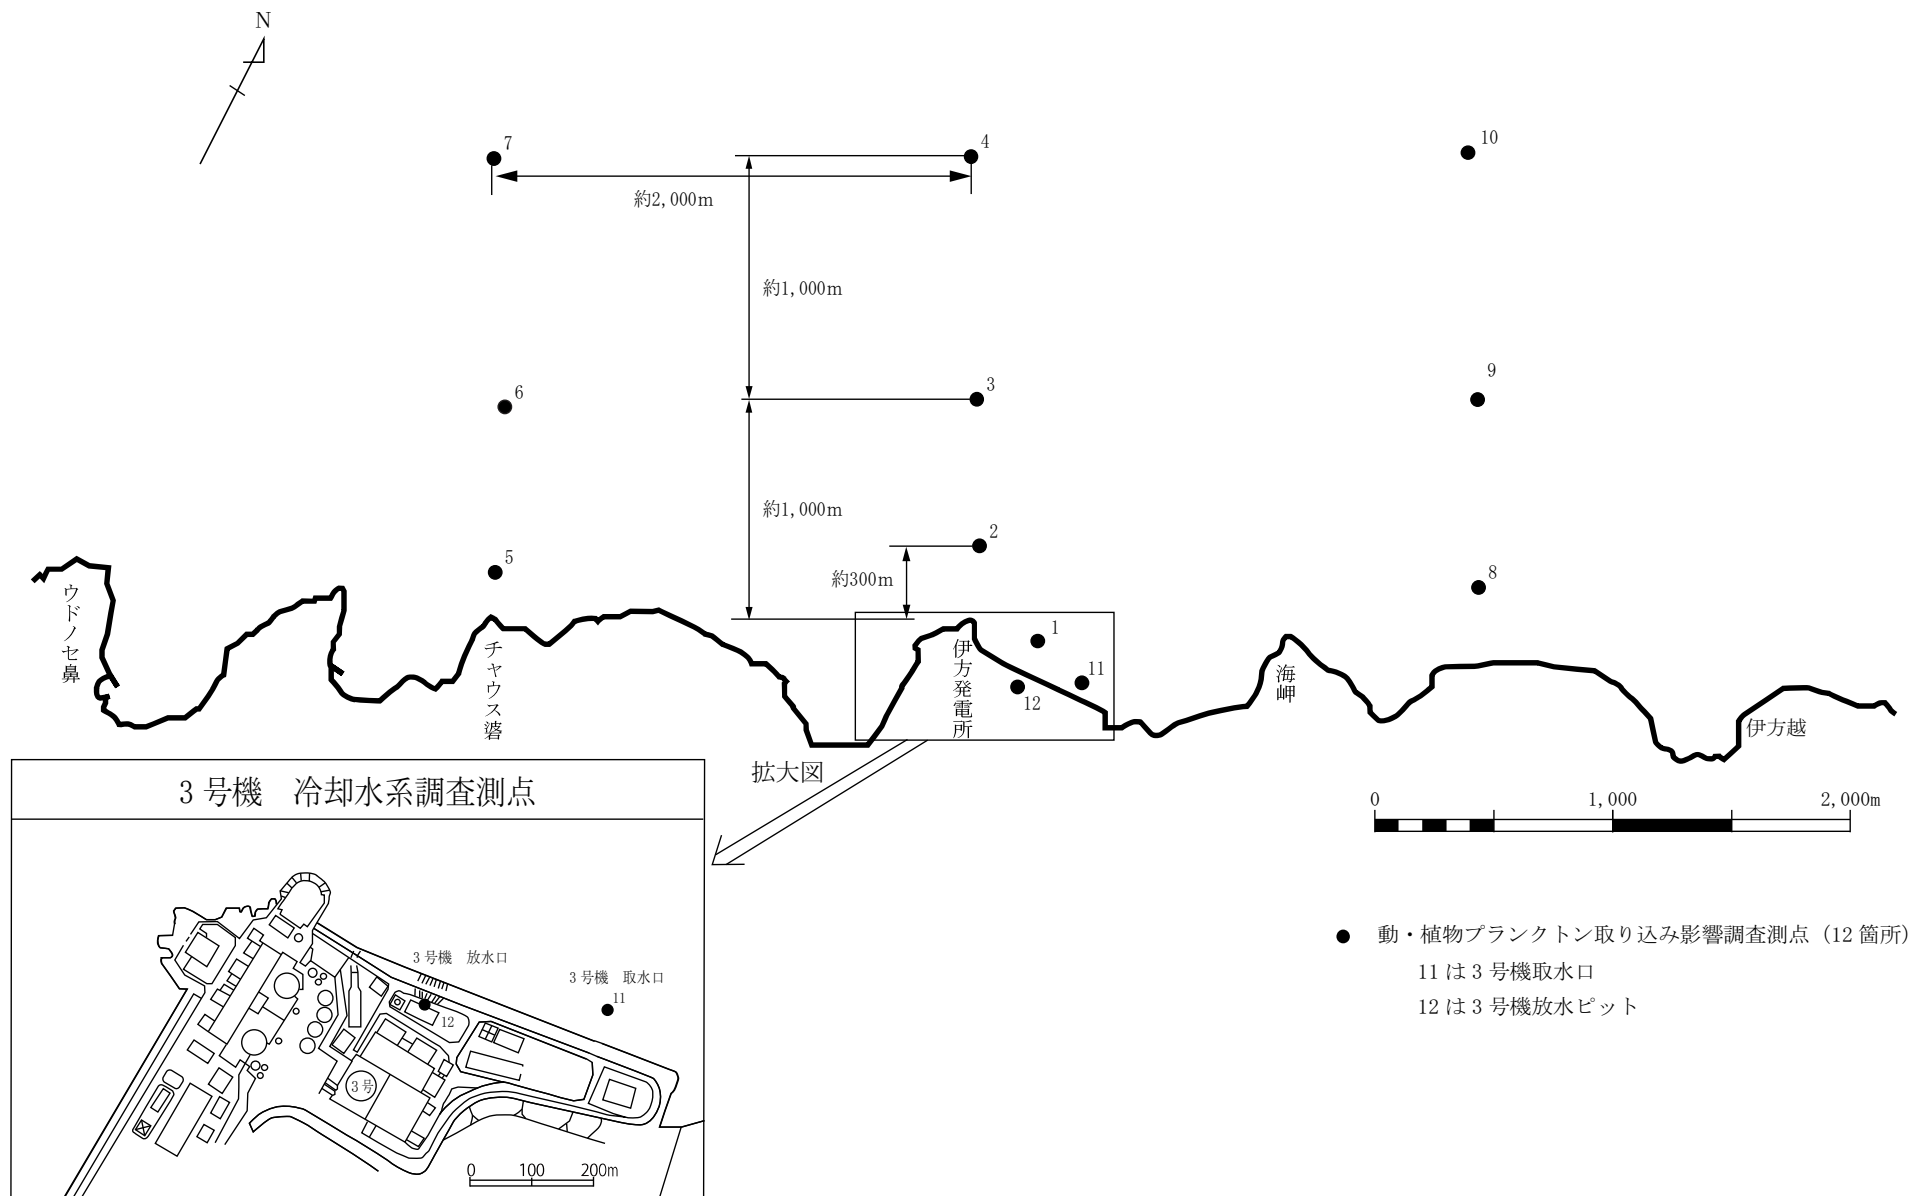 N
7
4
10
約2,000m
約1,000m
6
3
9
約1,000m
5
2
8
約300m
1
11
12
ウドノセ鼻
チャウス碆
伊方発電所
海岬
伊方越
拡大図
0 1,000 2,000m
3号機 冷却水系調査測点
3号機 放水口
3号機 取水口
11
12
3号
0 100 200m
● 動・植物プランクトン取り込み影響調査測点（12箇所）
11は3号機取水口
12は3号機放水ピット